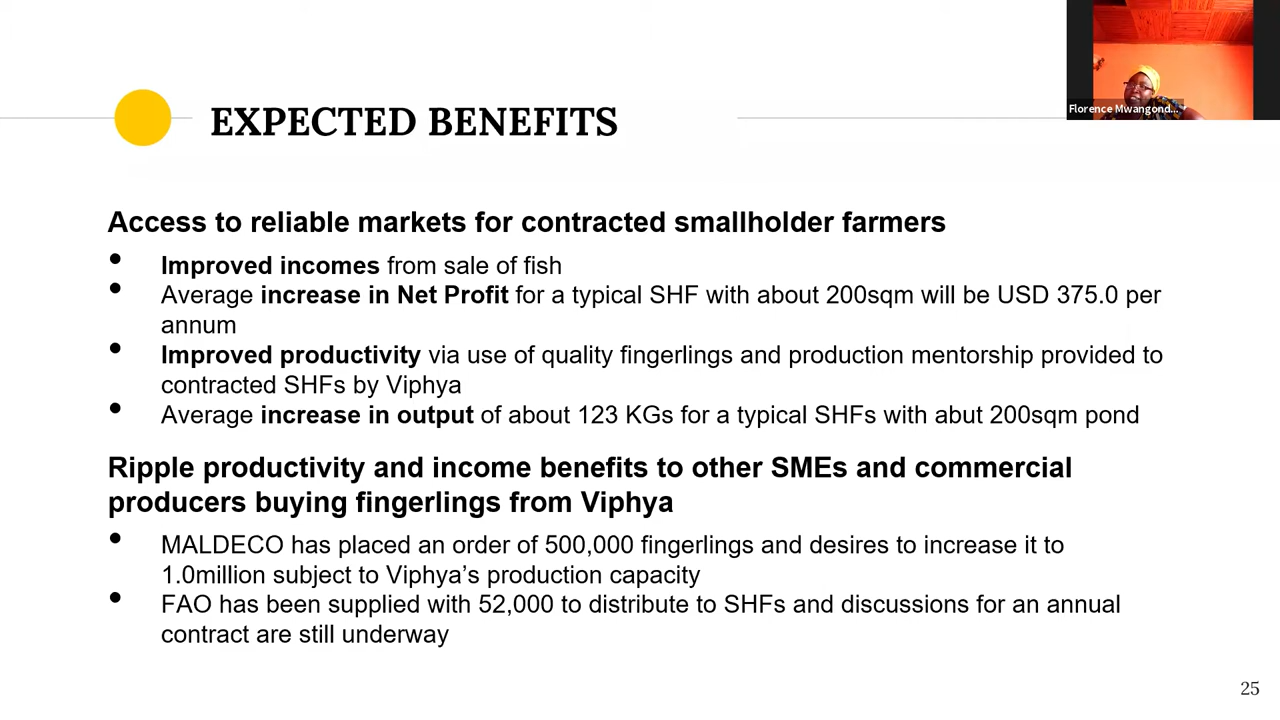 Florence Mwangond...
EXPECTED BENEFITS
Access to reliable markets for contracted smallholder farmers
• Improved incomes from sale of fish
• Average increase in Net Profit for a typical SHF with about 200sqm will be USD 375.0 per
annum
• Improved productivity via use of quality fingerlings and production mentorship provided to
contracted SHFs by Viphya
• Average increase in output of about 123 KGs for a typical SHFs with abut 200sqm pond
Ripple productivity and income benefits to other SMEs and commercial
producers buying fingerlings from Viphya
• MALDECO has placed an order of 500,000 fingerlings and desires to increase it to
1.0million subject to Viphya’s production capacity
• FAO has been supplied with 52,000 to distribute to SHFs and discussions for an annual
contract are still underway
25